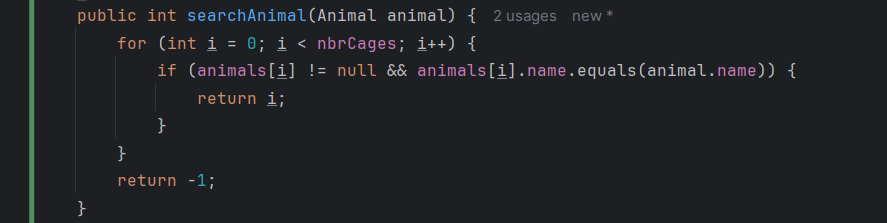 public int searchAnimal(Animal animal) {  2 usages  new *
    for (int i = 0; i < nbrCages; i++) {
        if (animals[i] != null && animals[i].name.equals(animal.name)) {
            return i;
        }
    }
    return -1;
}